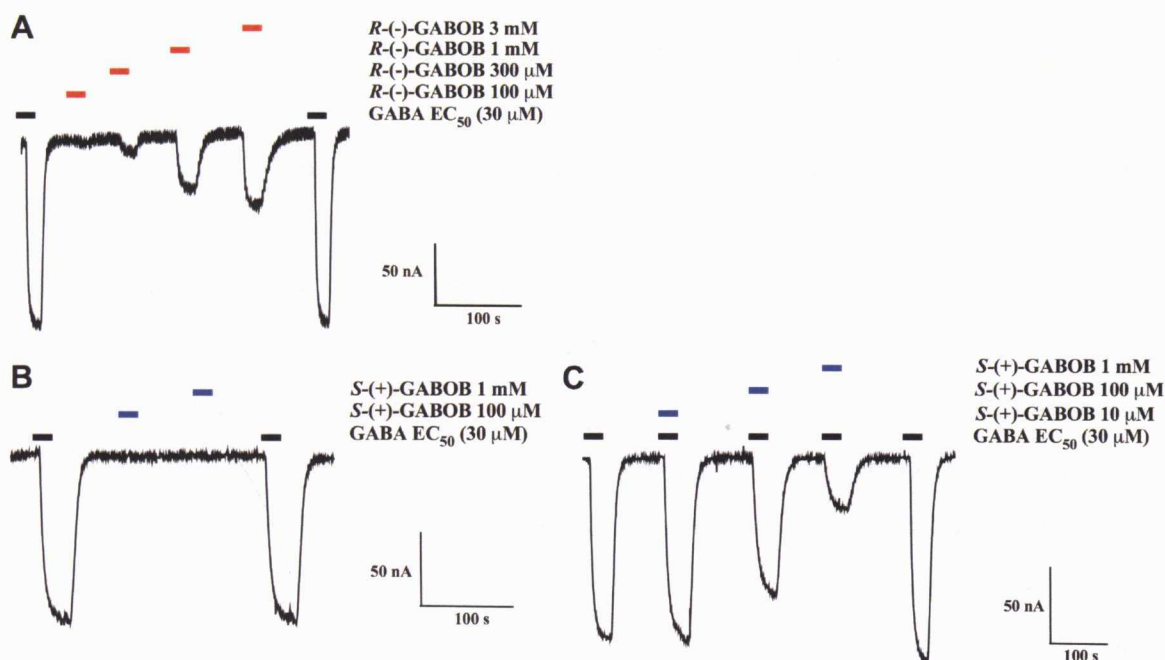 A
R-(-)-GABOB 3 mM
R-(-)-GABOB 1 mM
R-(-)-GABOB 300 μM
R-(-)-GABOB 100 μM
GABA EC50 (30 μM)
50 nA
100 s
B
S-(+)-GABOB 1 mM
S-(+)-GABOB 100 μM
GABA EC50 (30 μM)
50 nA
100 s
C
S-(+)-GABOB 1 mM
S-(+)-GABOB 100 μM
S-(+)-GABOB 10 μM
GABA EC50 (30 μM)
50 nA
100 s